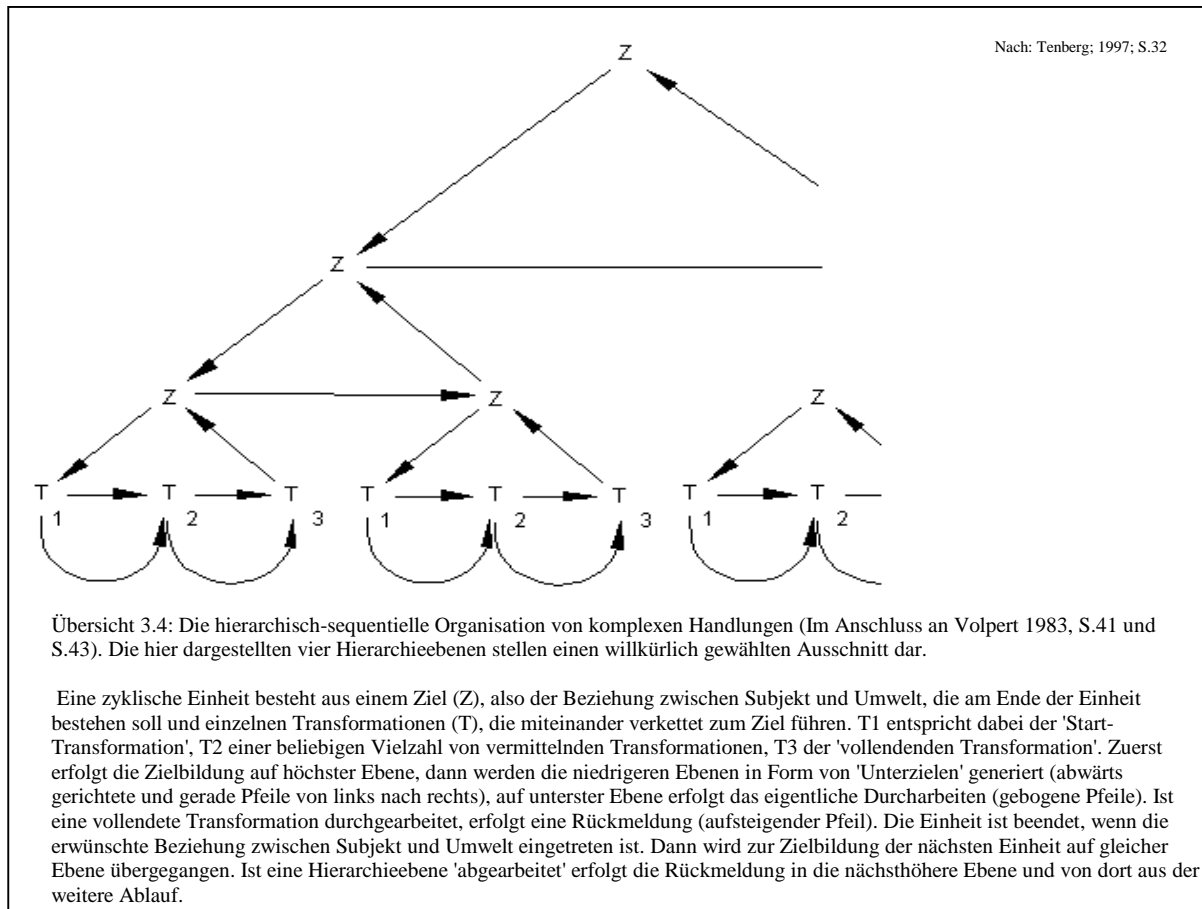 Nach: Tenberg; 1997; S.32
Z
Z
Z Z Z
T T T T T T T T
1 2 3 1 2 3 1 2
Übersicht 3.4: Die hierarchisch-sequentielle Organisation von komplexen Handlungen (Im Anschluss an Volpert 1983, S.41 und
S.43). Die hier dargestellten vier Hierarchieebenen stellen einen willkürlich gewählten Ausschnitt dar.
Eine zyklische Einheit besteht aus einem Ziel (Z), also der Beziehung zwischen Subjekt und Umwelt, die am Ende der Einheit
bestehen soll und einzelnen Transformationen (T), die miteinander verkettet zum Ziel führen. T1 entspricht dabei der 'Start-
Transformation', T2 einer beliebigen Vielzahl von vermittelnden Transformationen, T3 der 'vollendenden Transformation'. Zuerst
erfolgt die Zielbildung auf höchster Ebene, dann werden die niedrigeren Ebenen in Form von 'Unterzielen' generiert (abwärts
gerichtete und gerade Pfeile von links nach rechts), auf unterster Ebene erfolgt das eigentliche Durcharbeiten (gebogene Pfeile). Ist
eine vollendete Transformation durchgearbeitet, erfolgt eine Rückmeldung (aufsteigender Pfeil). Die Einheit ist beendet, wenn die
erwünschte Beziehung zwischen Subjekt und Umwelt eingetreten ist. Dann wird zur Zielbildung der nächsten Einheit auf gleicher
Ebene übergegangen. Ist eine Hierarchieebene 'abgearbeitet' erfolgt die Rückmeldung in die nächsthöhere Ebene und von dort aus der
weitere Ablauf.